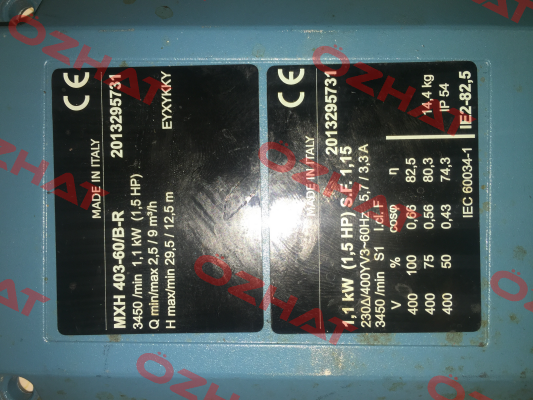 CE
MADE IN ITALY
MXH 403-60/B-R 2013295731
3450 /min 1,1 kW (1,5 HP)
Q min/max 2,5 / 9 m³/h EYXYKKY
H max/min 29,5 / 12,5 m
CE
MADE IN ITALY
2013295731
1,1 kW (1,5 HP) S.F. 1,15
230Δ/400YV3~60Hz 5,7 / 3,3 A
3450 /min S1 I.cl. F 14,4 kg
V % cosφ η IP 54
400 100 0,66 82,5 IE2-82,5
400 75 0,56 80,3
400 50 0,43 74,3
IEC 60034-1
OZHAT
OZHAT
OZHAT
OZHAT
OZHAT
OZHAT
OZHAT